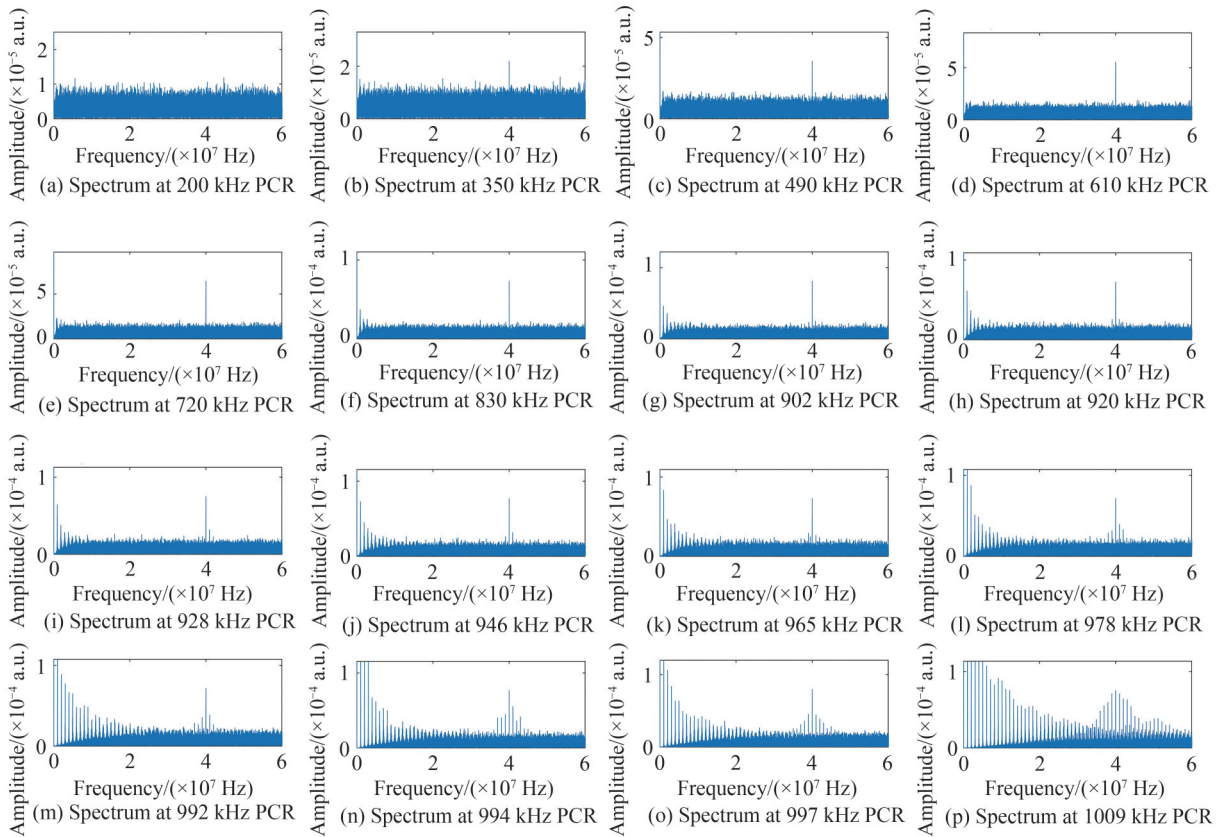 Amplitude/(×10⁻⁵ a.u.)
2
1
0
0 2 4 6
Frequency/(×10⁷ Hz)
(a) Spectrum at 200 kHz PCR
Amplitude/(×10⁻⁵ a.u.)
2
0
0 2 4 6
Frequency/(×10⁷ Hz)
(b) Spectrum at 350 kHz PCR
Amplitude/(×10⁻⁵ a.u.)
5
0
0 2 4 6
Frequency/(×10⁷ Hz)
(c) Spectrum at 490 kHz PCR
Amplitude/(×10⁻⁵ a.u.)
5
0
0 2 4 6
Frequency/(×10⁷ Hz)
(d) Spectrum at 610 kHz PCR
Amplitude/(×10⁻⁵ a.u.)
5
0
0 2 4 6
Frequency/(×10⁷ Hz)
(e) Spectrum at 720 kHz PCR
Amplitude/(×10⁻⁴ a.u.)
1
0
0 2 4 6
Frequency/(×10⁷ Hz)
(f) Spectrum at 830 kHz PCR
Amplitude/(×10⁻⁴ a.u.)
1
0
0 2 4 6
Frequency/(×10⁷ Hz)
(g) Spectrum at 902 kHz PCR
Amplitude/(×10⁻⁴ a.u.)
1
0
0 2 4 6
Frequency/(×10⁷ Hz)
(h) Spectrum at 920 kHz PCR
Amplitude/(×10⁻⁴ a.u.)
1
0
0 2 4 6
Frequency/(×10⁷ Hz)
(i) Spectrum at 928 kHz PCR
Amplitude/(×10⁻⁴ a.u.)
1
0
0 2 4 6
Frequency/(×10⁷ Hz)
(j) Spectrum at 946 kHz PCR
Amplitude/(×10⁻⁴ a.u.)
1
0
0 2 4 6
Frequency/(×10⁷ Hz)
(k) Spectrum at 965 kHz PCR
Amplitude/(×10⁻⁴ a.u.)
1
0
0 2 4 6
Frequency/(×10⁷ Hz)
(l) Spectrum at 978 kHz PCR
Amplitude/(×10⁻⁴ a.u.)
1
0
0 2 4 6
Frequency/(×10⁷ Hz)
(m) Spectrum at 992 kHz PCR
Amplitude/(×10⁻⁴ a.u.)
1
0
0 2 4 6
Frequency/(×10⁷ Hz)
(n) Spectrum at 994 kHz PCR
Amplitude/(×10⁻⁴ a.u.)
1
0
0 2 4 6
Frequency/(×10⁷ Hz)
(o) Spectrum at 997 kHz PCR
Amplitude/(×10⁻⁴ a.u.)
1
0
0 2 4 6
Frequency/(×10⁷ Hz)
(p) Spectrum at 1009 kHz PCR